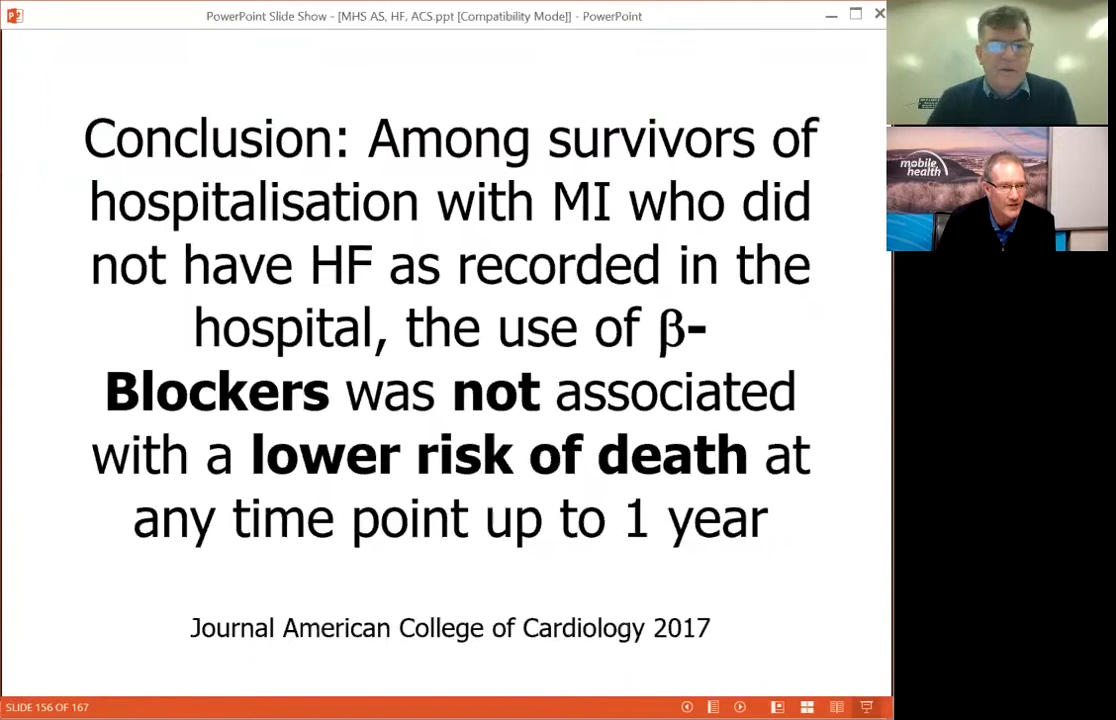 PowerPoint Slide Show - [MHS AS, HF, ACS.ppt [Compatibility Mode]] - PowerPoint
Conclusion: Among survivors of
hospitalisation with MI who did
not have HF as recorded in the
hospital, the use of β-
Blockers was not associated
with a lower risk of death at
any time point up to 1 year
Journal American College of Cardiology 2017
SLIDE 156 OF 167
mobile
health